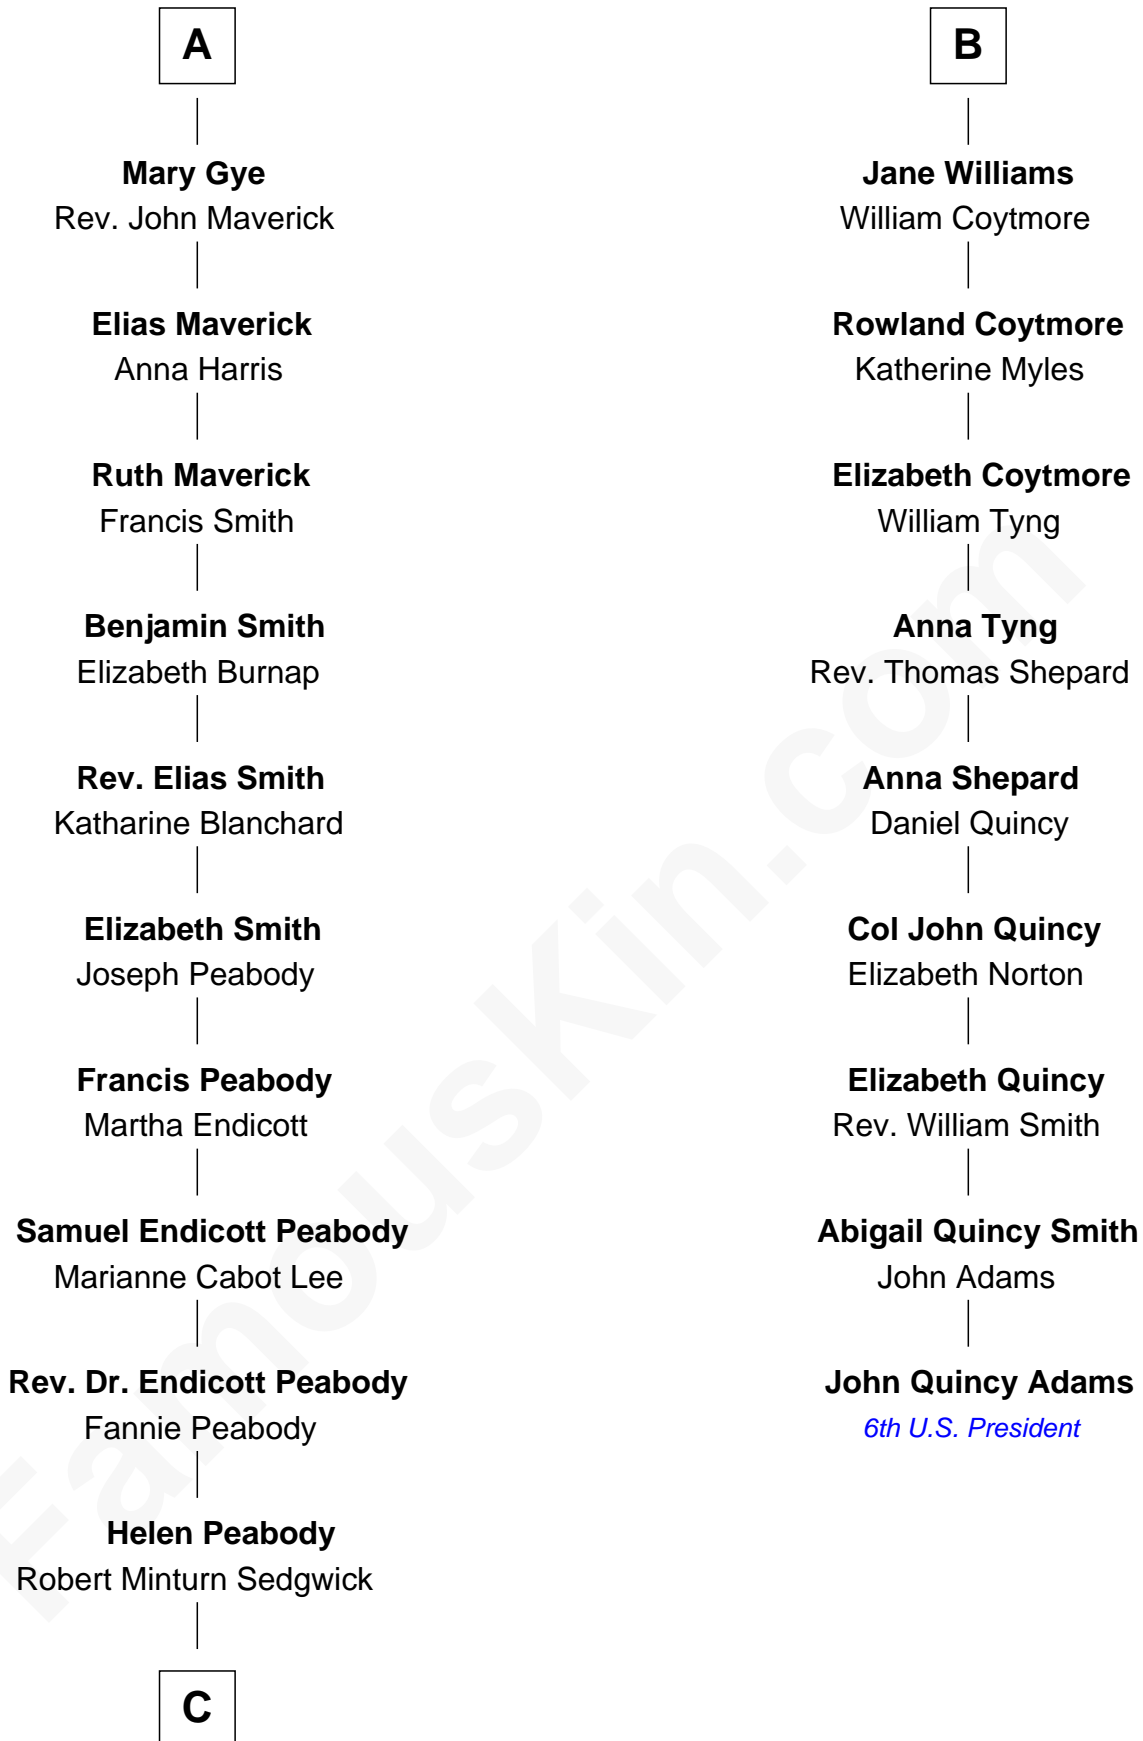 A
Mary Gye
Rev. John Maverick
Elias Maverick
Anna Harris
Ruth Maverick
Francis Smith
Benjamin Smith
Elizabeth Burnap
Rev. Elias Smith
Katharine Blanchard
Elizabeth Smith
Joseph Peabody
Francis Peabody
Martha Endicott
Samuel Endicott Peabody
Marianne Cabot Lee
Rev. Dr. Endicott Peabody
Fannie Peabody
Helen Peabody
Robert Minturn Sedgwick
C
B
Jane Williams
William Coytmore
Rowland Coytmore
Katherine Myles
Elizabeth Coytmore
William Tyng
Anna Tyng
Rev. Thomas Shepard
Anna Shepard
Daniel Quincy
Col John Quincy
Elizabeth Norton
Elizabeth Quincy
Rev. William Smith
Abigail Quincy Smith
John Adams
John Quincy Adams
6th U.S. President
FamousKin.com